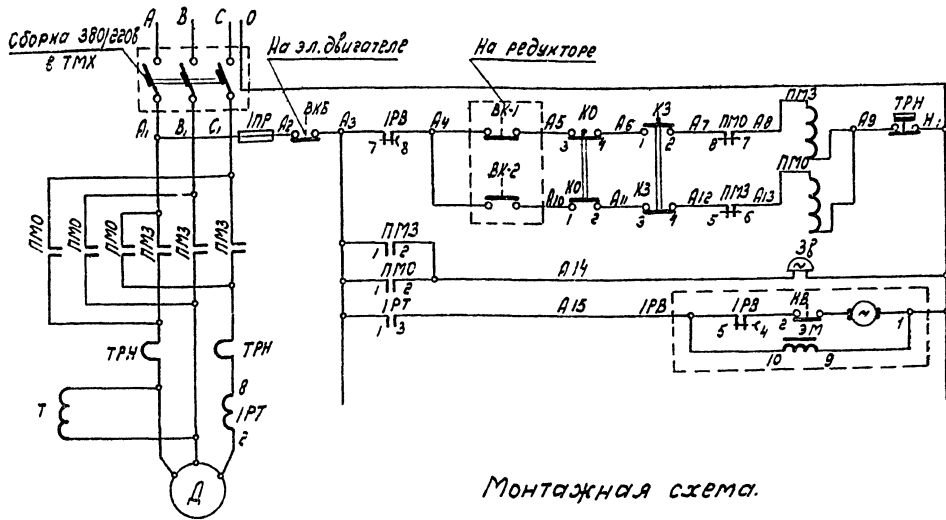 A B C O
Сборка 380/220в
в ТМХ
На эл. двигателе
На редукторе
A₁ B₁ C₁ 1ПР A2 ВКБ A3 1РВ A4 ВК-1 A5 КО A6 КЗ A7 ПМО A8 ПМЗ A9 ТРН
7 8 3 4 1 2 8 7
ВК-2 A10 КО A11 КЗ A12 ПМЗ A13 ПМО
1 2 3 4 5 6
ПМО ПМО ПМО ПМЗ ПМЗ ПМЗ
ПМЗ
1 2
ПМО
1 2
A14 Зв
1РТ A15 1РВ 1РВ КВ
1 3 5 4 2 1
ЭМ
10 9
ТРН ТРН
Т
8
1РТ
2
Д
Монтажная схема.